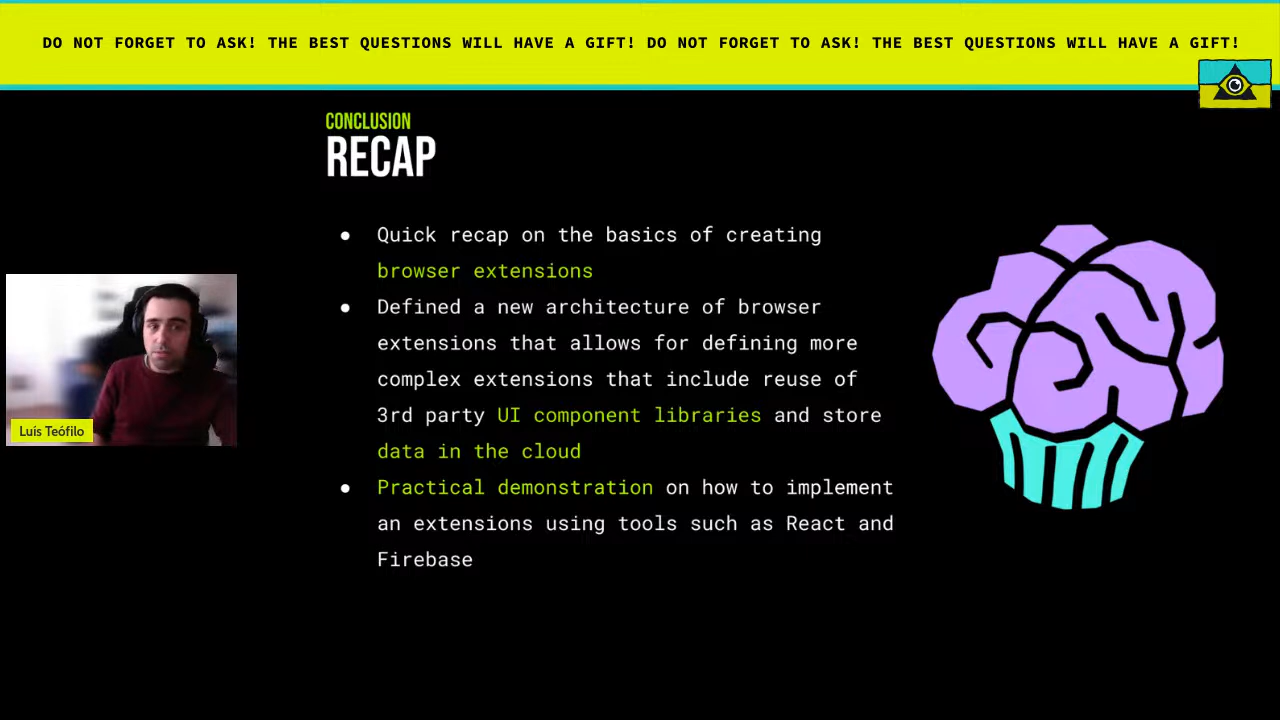 DO NOT FORGET TO ASK! THE BEST QUESTIONS WILL HAVE A GIFT! DO NOT FORGET TO ASK! THE BEST QUESTIONS WILL HAVE A GIFT!
CONCLUSION
RECAP
● Quick recap on the basics of creating
browser extensions
● Defined a new architecture of browser
extensions that allows for defining more
complex extensions that include reuse of
3rd party UI component libraries and store
data in the cloud
● Practical demonstration on how to implement
an extensions using tools such as React and
Firebase
Luís Teófilo